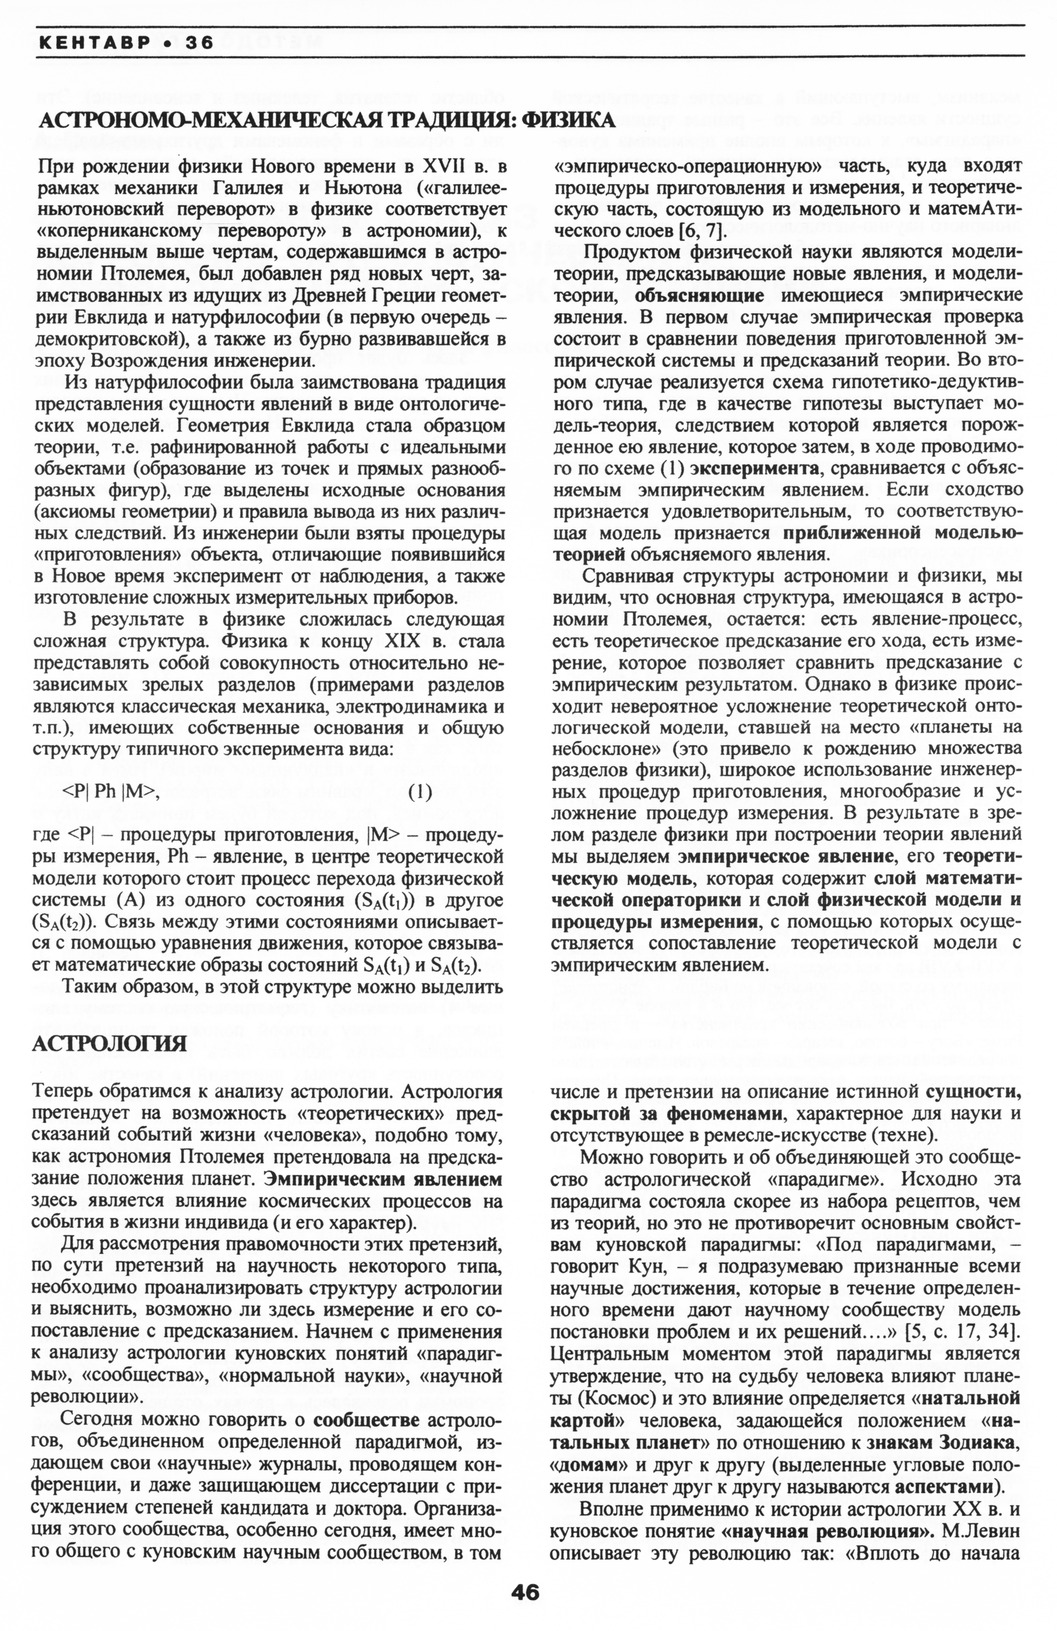 КЕНТАВР • 36
АСТРОНОМО-МЕХАНИЧЕСКАЯ ТРАДИЦИЯ: ФИЗИКА
При рождении физики Нового времени в XVII в. в
рамках механики Галилея и Ньютона («галилее-
ньютоновский переворот» в физике соответствует
«коперниканскому перевороту» в астрономии), к
выделенным выше чертам, содержавшимся в астро-
номии Птолемея, был добавлен ряд новых черт, за-
имствованных из идущих из Древней Греции геомет-
рии Евклида и натурфилософии (в первую очередь –
демокритовской), а также из бурно развивавшейся в
эпоху Возрождения инженерии.
Из натурфилософии была заимствована традиция
представления сущности явлений в виде онтологиче-
ских моделей. Геометрия Евклида стала образцом
теории, т.е. рафинированной работы с идеальными
объектами (образование из точек и прямых разнооб-
разных фигур), где выделены исходные основания
(аксиомы геометрии) и правила вывода из них различ-
ных следствий. Из инженерии были взяты процедуры
«приготовления» объекта, отличающие появившийся
в Новое время эксперимент от наблюдения, а также
изготовление сложных измерительных приборов.
В результате в физике сложилась следующая
сложная структура. Физика к концу XIX в. стала
представлять собой совокупность относительно не-
зависимых зрелых разделов (примерами разделов
являются классическая механика, электродинамика и
т.п.), имеющих собственные основания и общую
структуру типичного эксперимента вида:
<P| Ph |M>, (1)
где <P| – процедуры приготовления, |M> – процеду-
ры измерения, Ph – явление, в центре теоретической
модели которого стоит процесс перехода физической
системы (А) из одного состояния (SA(t1)) в другое
(SA(t2)). Связь между этими состояниями описывает-
ся с помощью уравнения движения, которое связыва-
ет математические образы состояний SA(t1) и SA(t2).
Таким образом, в этой структуре можно выделить
«эмпирическо-операционную» часть, куда входят
процедуры приготовления и измерения, и теоретиче-
скую часть, состоящую из модельного и матемАти-
ческого слоев [6, 7].
Продуктом физической науки являются модели-
теории, предсказывающие новые явления, и модели-
теории, объясняющие имеющиеся эмпирические
явления. В первом случае эмпирическая проверка
состоит в сравнении поведения приготовленной эм-
пирической системы и предсказаний теории. Во вто-
ром случае реализуется схема гипотетико-дедуктив-
ного типа, где в качестве гипотезы выступает мо-
дель-теория, следствием которой является порож-
денное ею явление, которое затем, в ходе проводимо-
го по схеме (1) эксперимента, сравнивается с объяс-
няемым эмпирическим явлением. Если сходство
признается удовлетворительным, то соответствую-
щая модель признается приближенной моделью-
теорией объясняемого явления.
Сравнивая структуры астрономии и физики, мы
видим, что основная структура, имеющаяся в астро-
номии Птолемея, остается: есть явление-процесс,
есть теоретическое предсказание его хода, есть изме-
рение, которое позволяет сравнить предсказание с
эмпирическим результатом. Однако в физике проис-
ходит невероятное усложнение теоретической онто-
логической модели, ставшей на место «планеты на
небосклоне» (это привело к рождению множества
разделов физики), широкое использование инженер-
ных процедур приготовления, многообразие и ус-
ложнение процедур измерения. В результате в зре-
лом разделе физики при построении теории явлений
мы выделяем эмпирическое явление, его теорети-
ческую модель, которая содержит слой математи-
ческой операторики и слой физической модели и
процедуры измерения, с помощью которых осуще-
ствляется сопоставление теоретической модели с
эмпирическим явлением.
АСТРОЛОГИЯ
Теперь обратимся к анализу астрологии. Астрология
претендует на возможность «теоретических» пред-
сказаний событий жизни «человека», подобно тому,
как астрономия Птолемея претендовала на предска-
зание положения планет. Эмпирическим явлением
здесь является влияние космических процессов на
события в жизни индивида (и его характер).
Для рассмотрения правомочности этих претензий,
по сути претензий на научность некоторого типа,
необходимо проанализировать структуру астрологии
и выяснить, возможно ли здесь измерение и его со-
поставление с предсказанием. Начнем с применения
к анализу астрологии куновских понятий «парадиг-
мы», «сообщества», «нормальной науки», «научной
революции».
Сегодня можно говорить о сообществе астроло-
гов, объединенном определенной парадигмой, из-
дающем свои «научные» журналы, проводящем кон-
ференции, и даже защищающем диссертации с при-
суждением степеней кандидата и доктора. Организа-
ция этого сообщества, особенно сегодня, имеет мно-
го общего с куновским научным сообществом, в том
числе и претензии на описание истинной сущности,
скрытой за феноменами, характерное для науки и
отсутствующее в ремесле-искусстве (техне).
Можно говорить и об объединяющей это сообще-
ство астрологической «парадигме». Исходно эта
парадигма состояла скорее из набора рецептов, чем
из теорий, но это не противоречит основным свойст-
вам куновской парадигмы: «Под парадигмами, –
говорит Кун, – я подразумеваю признанные всеми
научные достижения, которые в течение определен-
ного времени дают научному сообществу модель
постановки проблем и их решений….» [5, с. 17, 34].
Центральным моментом этой парадигмы является
утверждение, что на судьбу человека влияют плане-
ты (Космос) и это влияние определяется «натальной
картой» человека, задающейся положением «на-
тальных планет» по отношению к знакам Зодиака,
«домам» и друг к другу (выделенные угловые поло-
жения планет друг к другу называются аспектами).
Вполне применимо к истории астрологии XX в. и
куновское понятие «научная революция». М.Левин
описывает эту революцию так: «Вплоть до начала
46